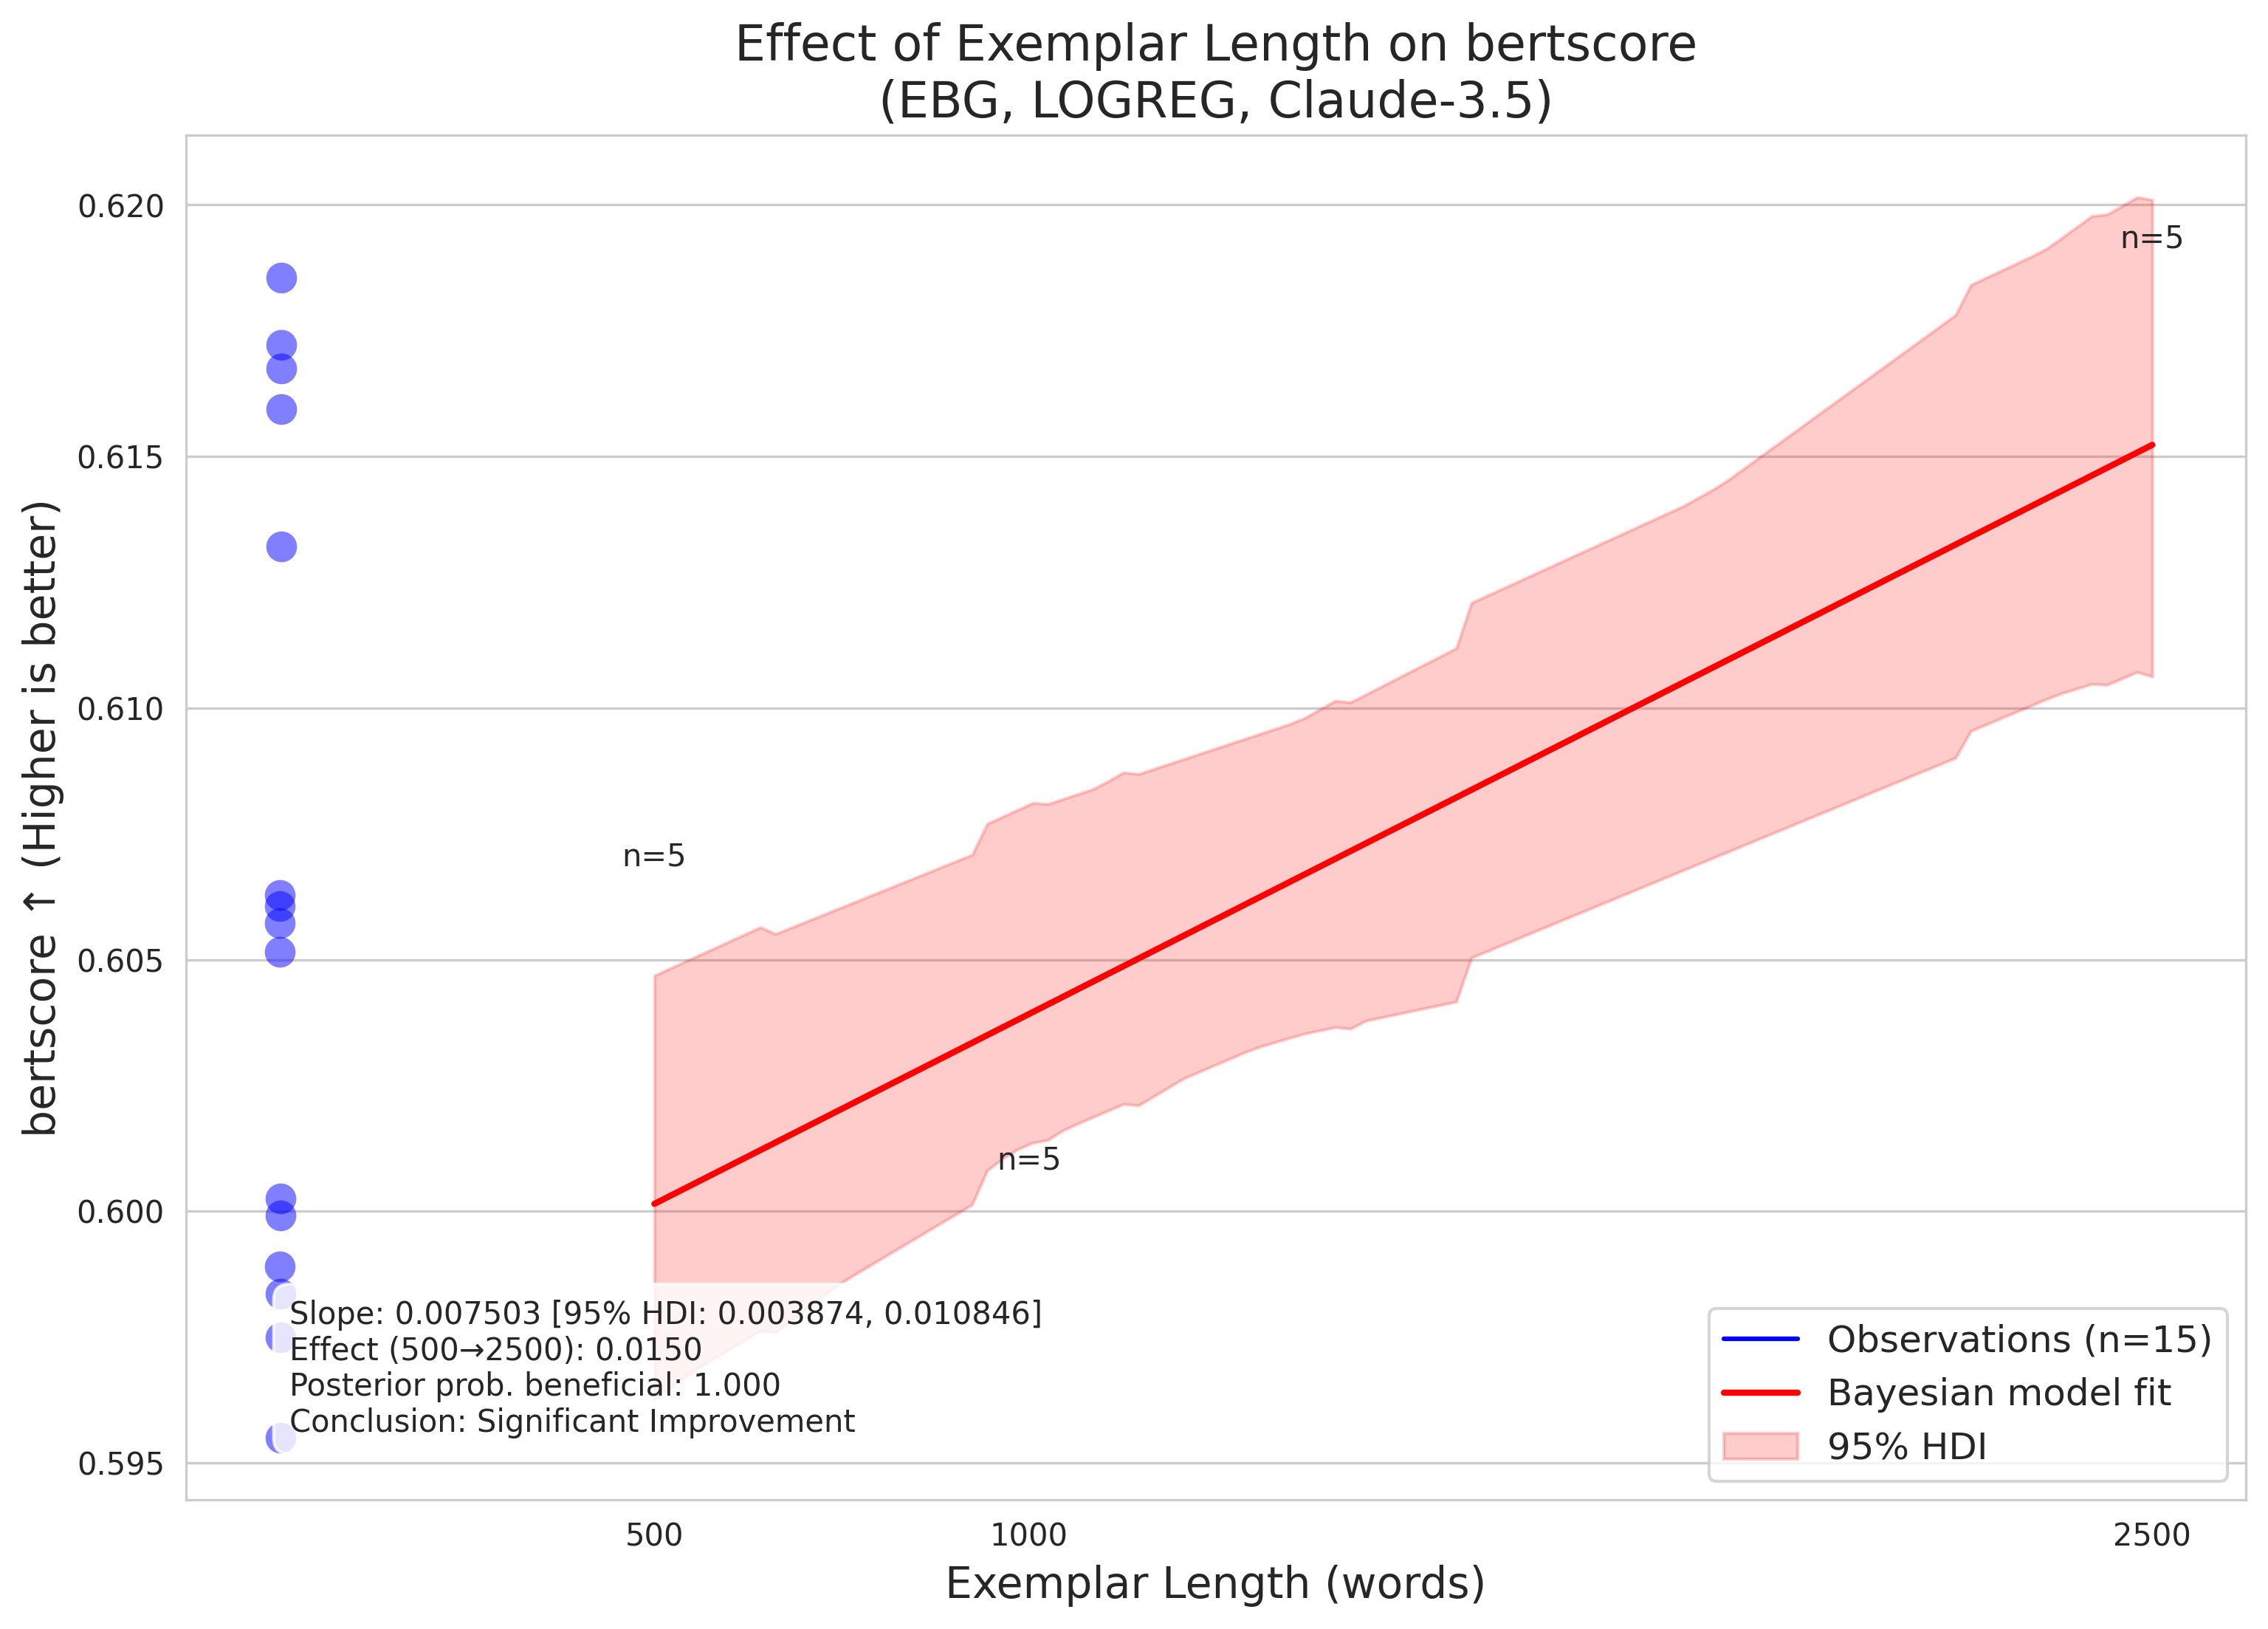 Effect of Exemplar Length on bertscore
(EBG, LOGREG, Claude-3.5)
bertscore ↑ (Higher is better)
0.620
0.615
0.610
0.605
0.600
0.595
n=5
n=5
n=5
Slope: 0.007503 [95% HDI: 0.003874, 0.010846]
Effect (500→2500): 0.0150
Posterior prob. beneficial: 1.000
Conclusion: Significant Improvement
Observations (n=15)
Bayesian model fit
95% HDI
500
1000
2500
Exemplar Length (words)